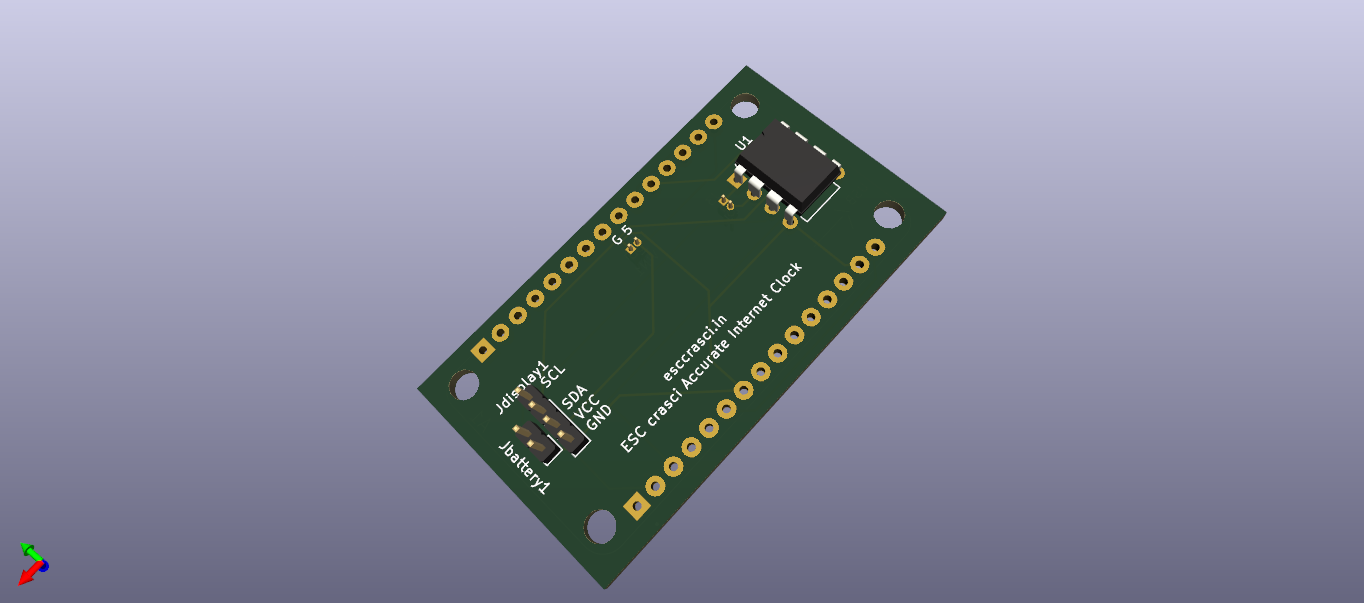 U1
G 5
esccrasci.in
ESC crasci Accurate Internet Clock
Jdisplay1
SCL
SDA
VCC
GND
Jbattery1